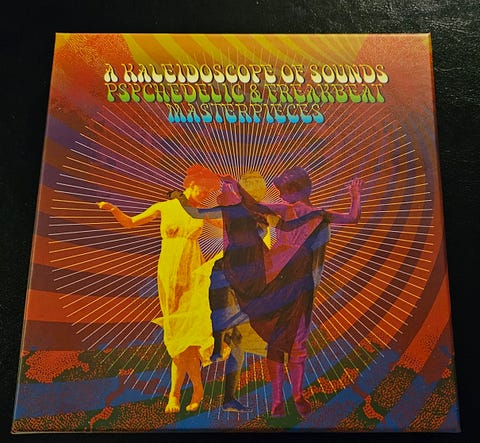 A KALEIDOSCOPE OF SOUNDS
PSYCHEDELIC & FREAKBEAT
MASTERPIECES